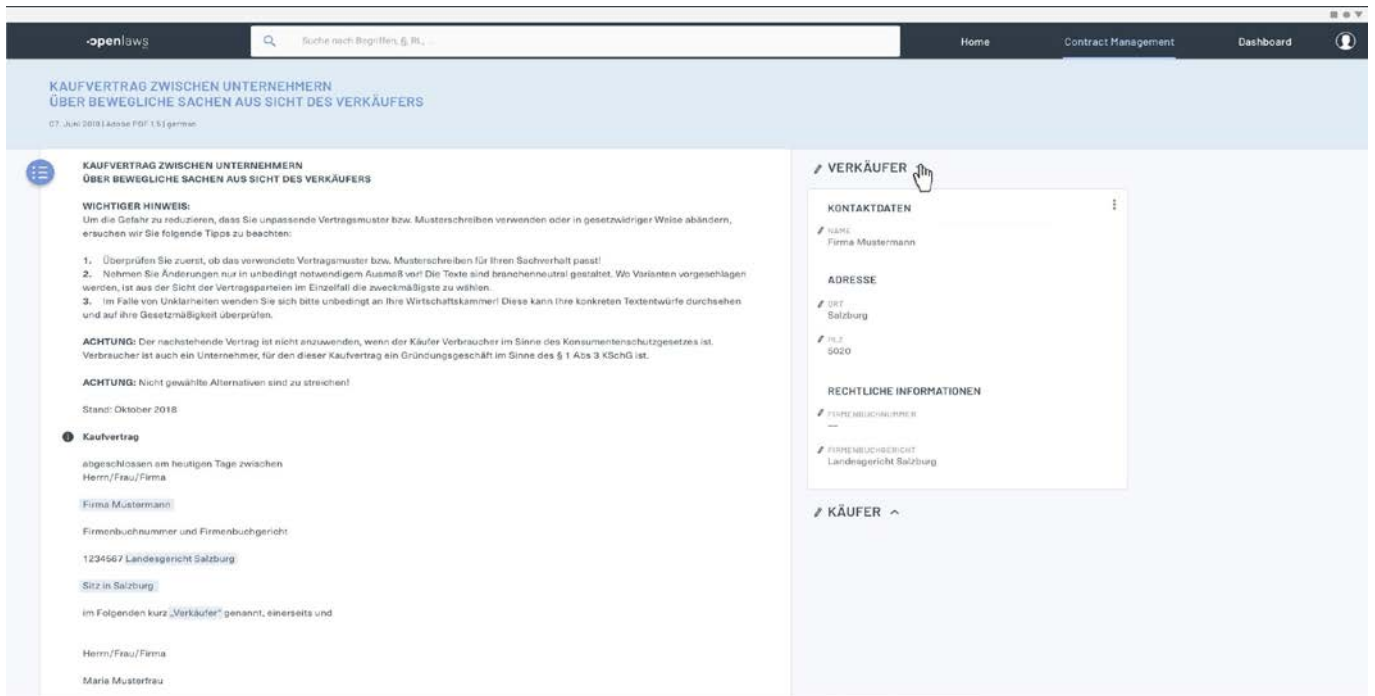 openlaws
Suche nach Begriffen, §, RL, ...
Home
Contract Management
Dashboard
KAUFVERTRAG ZWISCHEN UNTERNEHMERN
ÜBER BEWEGLICHE SACHEN AUS SICHT DES VERKÄUFERS
07. Juni 2018 | Adobe PDF 1.5 | german
KAUFVERTRAG ZWISCHEN UNTERNEHMERN
ÜBER BEWEGLICHE SACHEN AUS SICHT DES VERKÄUFERS
WICHTIGER HINWEIS:
Um die Gefahr zu reduzieren, dass Sie unpassende Vertragsmuster bzw. Musterschreiben verwenden oder in gesetzwidriger Weise abändern,
ersuchen wir Sie folgende Tipps zu beachten:
1. Überprüfen Sie zuerst, ob das verwendete Vertragsmuster bzw. Musterschreiben für Ihren Sachverhalt passt!
2. Nehmen Sie Änderungen nur in unbedingt notwendigem Ausmaß vor! Die Texte sind branchenneutral gestaltet. Wo Varianten vorgeschlagen
werden, ist aus der Sicht der Vertragsparteien im Einzelfall die zweckmäßigste zu wählen.
3. Im Falle von Unklarheiten wenden Sie sich bitte unbedingt an Ihre Wirtschaftskammer! Diese kann Ihre konkreten Textentwürfe durchsehen
und auf ihre Gesetzmäßigkeit überprüfen.
ACHTUNG: Der nachstehende Vertrag ist nicht anzuwenden, wenn der Käufer Verbraucher im Sinne des Konsumentenschutzgesetzes ist.
Verbraucher ist auch ein Unternehmer, für den dieser Kaufvertrag ein Gründungsgeschäft im Sinne des § 1 Abs 3 KSchG ist.
ACHTUNG: Nicht gewählte Alternativen sind zu streichen!
Stand: Oktober 2018
Kaufvertrag
abgeschlossen am heutigen Tage zwischen
Herrn/Frau/Firma
Firma Mustermann
Firmenbuchnummer und Firmenbuchgericht
1234567 Landesgericht Salzburg
Sitz in Salzburg
im Folgenden kurz „Verkäufer“ genannt, einerseits und
Herrn/Frau/Firma
Maria Musterfrau
VERKÄUFER
KONTAKTDATEN
NAME
Firma Mustermann
ADRESSE
ORT
Salzburg
PLZ
5020
RECHTLICHE INFORMATIONEN
FIRMENBUCHNUMMER
—
FIRMENBUCHGERICHT
Landesgericht Salzburg
KÄUFER